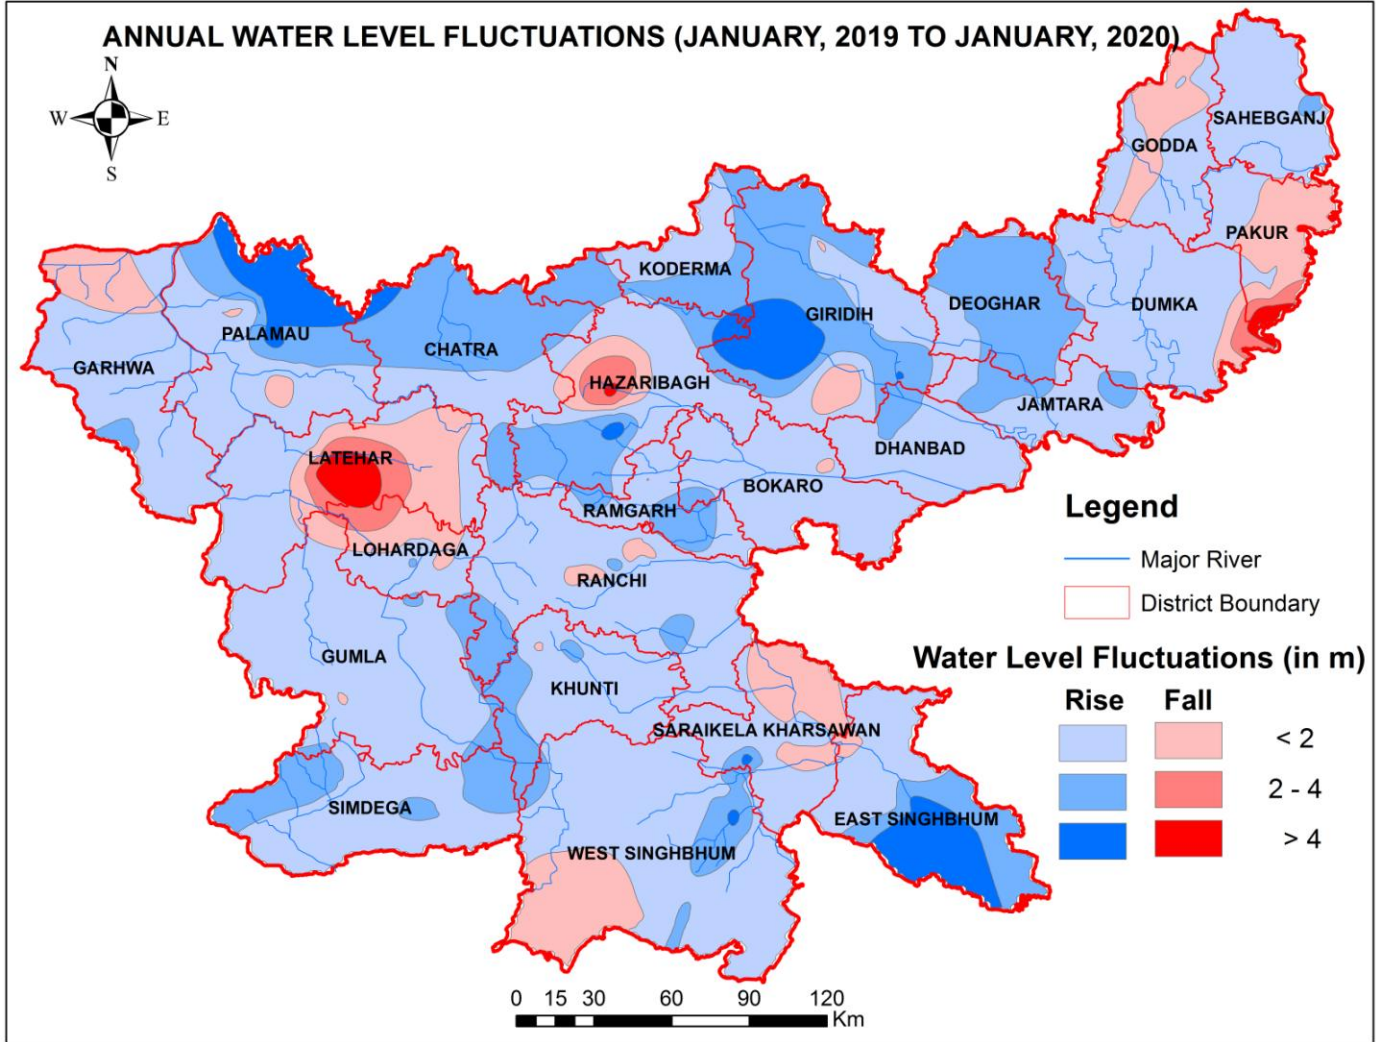 ANNUAL WATER LEVEL FLUCTUATIONS (JANUARY, 2019 TO JANUARY, 2020)
N
W E
S
SAHEBGANJ
GODDA
PAKUR
KODERMA
DEOGHAR
DUMKA
GIRIDIH
PALAMAU
CHATRA
GARHWA
HAZARIBAGH
JAMTARA
DHANBAD
LATEHAR
BOKARO
RAMGARH
LOHARDAGA
RANCHI
GUMLA
KHUNTI
SARAIKELA KHARSAWAN
SIMDEGA
EAST SINGHBHUM
WEST SINGHBHUM
Legend
Major River
District Boundary
Water Level Fluctuations (in m)
Rise Fall
< 2
2 - 4
> 4
0 15 30 60 90 120
Km